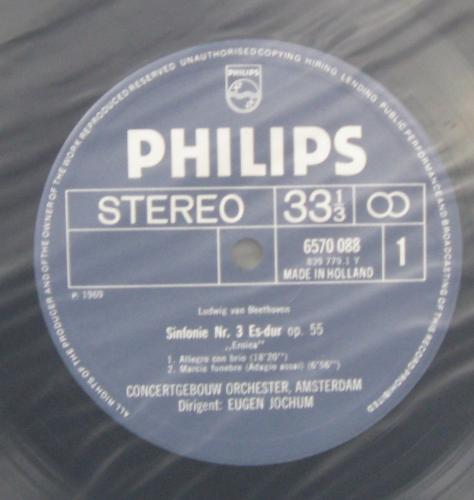 ALL RIGHTS OF THE PRODUCER AND OF THE OWNER OF THE WORK REPRODUCED RESERVED UNAUTHORISED COPYING HIRING LENDING PUBLIC PERFORMANCE AND BROADCASTING OF THIS RECORD PROHIBITED
PHILIPS
PHILIPS
STEREO
33 1/3
6570 088
839 779.1 Y
MADE IN HOLLAND
1
P. 1969
Ludwig van Beethoven
Sinfonie Nr. 3 Es-dur op. 55
„Eroica"
1. Allegro con brio (18'20'')
2. Marcia funebre (Adagio assai) (6'56'')
CONCERTGEBOUW ORCHESTER, AMSTERDAM
Dirigent: EUGEN JOCHUM